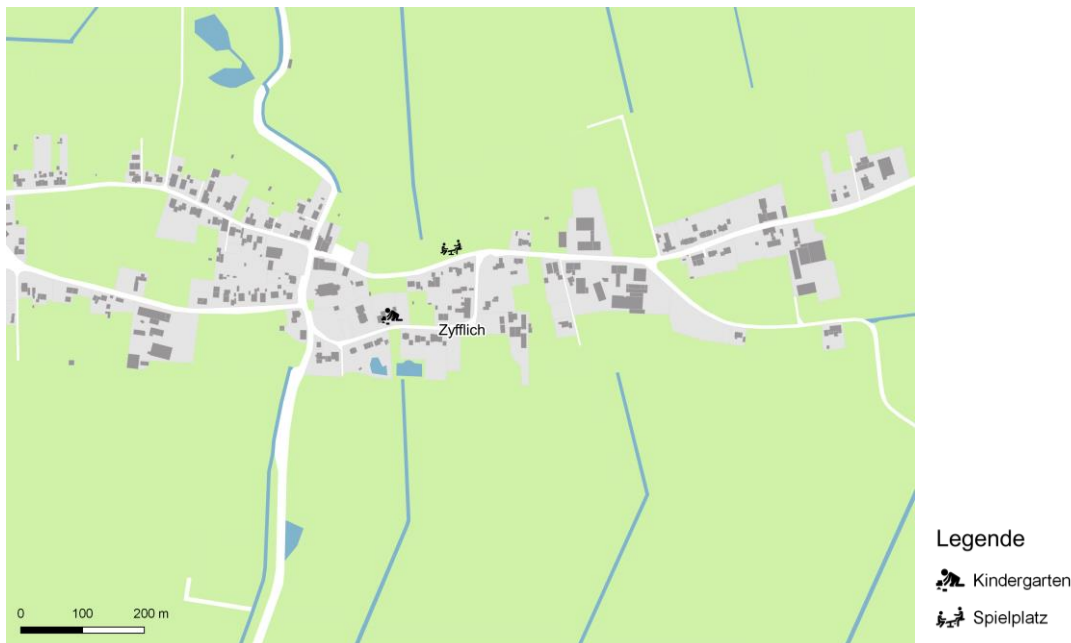 Zyfflich
Legende
Kindergarten
Spielplatz
0 100 200 m